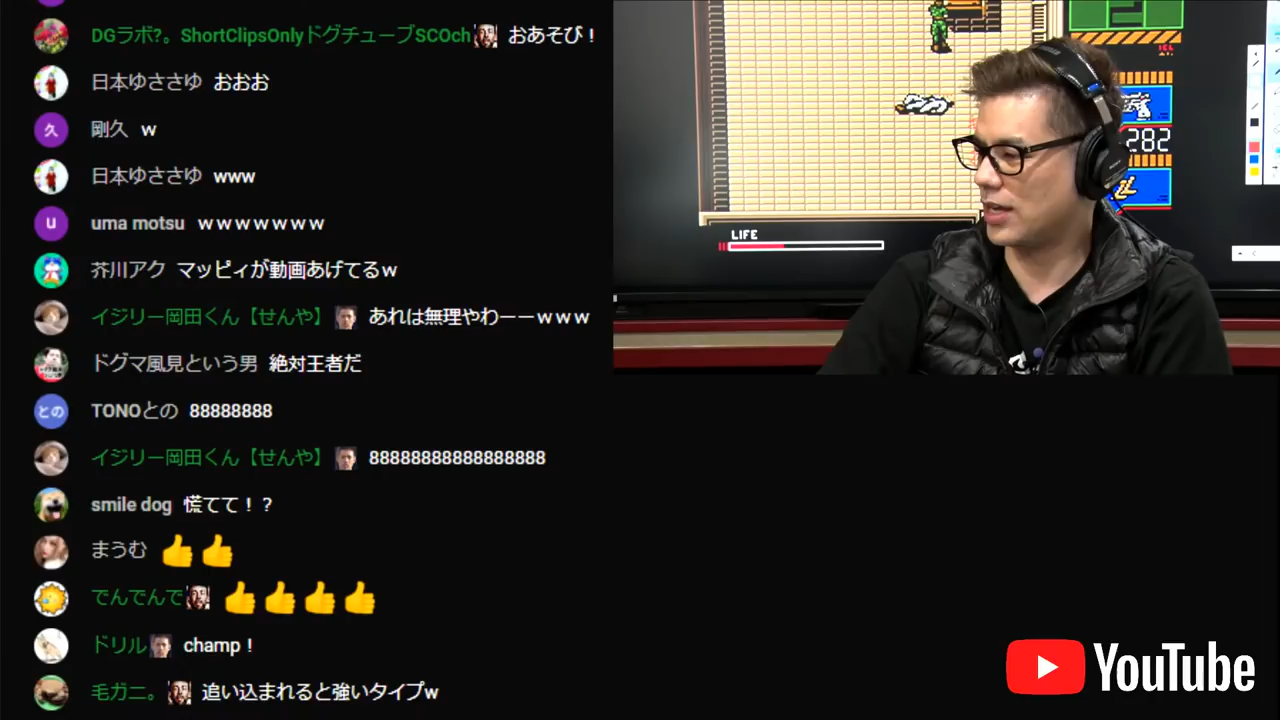 DGラボ?。ShortClipsOnlyドグチューブSCOch おあそび！
日本ゆささゆ おおお
久 剛久 w
日本ゆささゆ www
u uma motsu ｗｗｗｗｗｗｗ
芥川アク マッピィが動画あげてるｗ
イジリー岡田くん【せんや】 あれは無理やわーーｗｗｗ
ドグマ風見という男 絶対王者だ
との TONOとの 88888888
イジリー岡田くん【せんや】 88888888888888888
smile dog 慌てて！？
まうむ 👍👍
でんでんで 👍👍👍👍
ドリル champ！
毛ガニ。 追い込まれると強いタイプw
282
LIFE
YouTube